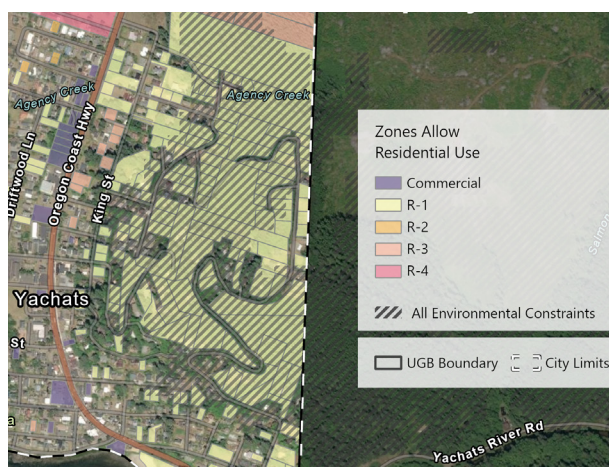 Agency Creek
Agency Creek
Driftwood Ln
Oregon Coast Hwy
King St
Yachats
St
a
Zones Allow
Residential Use
Commercial
R-1
R-2
R-3
R-4
All Environmental Constraints
UGB Boundary
City Limits
Salmon
Yachats River Rd